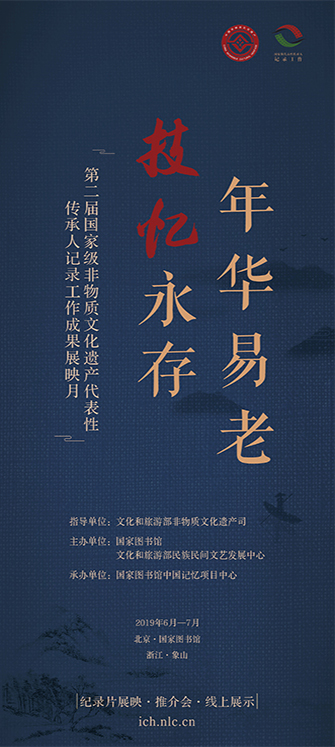 年华易老
技忆永存
第二届国家级非物质文化遗产代表性
传承人记录工作成果展映月
指导单位：文化和旅游部非物质文化遗产司
主办单位：国家图书馆
文化和旅游部民族民间文艺发展中心
承办单位：国家图书馆中国记忆项目中心
2019年6月—7月
北京·国家图书馆
浙江·象山
纪录片展映·推介会·线上展示
ich.nlc.cn